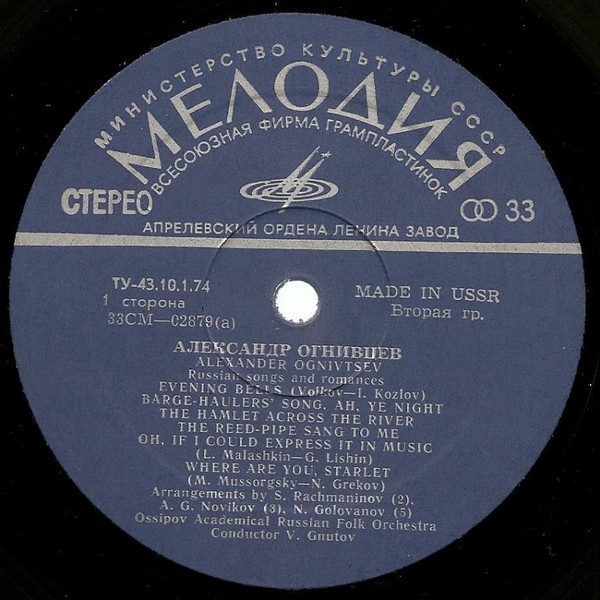 МИНИСТЕРСТВО КУЛЬТУРЫ СССР
МЕЛОДИЯ
ВСЕСОЮЗНАЯ ФИРМА ГРАМПЛАСТИНОК
СТЕРЕО
33
АПРЕЛЕВСКИЙ ОРДЕНА ЛЕНИНА ЗАВОД
ТУ-43.10.1.74
1 сторона
33СМ—02879(а)
MADE IN USSR
Вторая гр.
АЛЕКСАНДР ОГНИВЦЕВ
ALEXANDER OGNIVTSEV
Russian songs and romances
EVENING BELLS (Volkov—I. Kozlov)
BARGE-HAULERS' SONG. AH, YE NIGHT
THE HAMLET ACROSS THE RIVER
THE REED-PIPE SANG TO ME
OH, IF I COULD EXPRESS IT IN MUSIC
(L. Malashkin—G. Lishin)
WHERE ARE YOU, STARLET
(M. Mussorgsky—N. Grekov)
Arrangements by S. Rachmaninov (2).
A. G. Novikov (3), N. Golovanov (5)
Ossipov Academical Russian Folk Orchestra
Conductor V. Gnutov